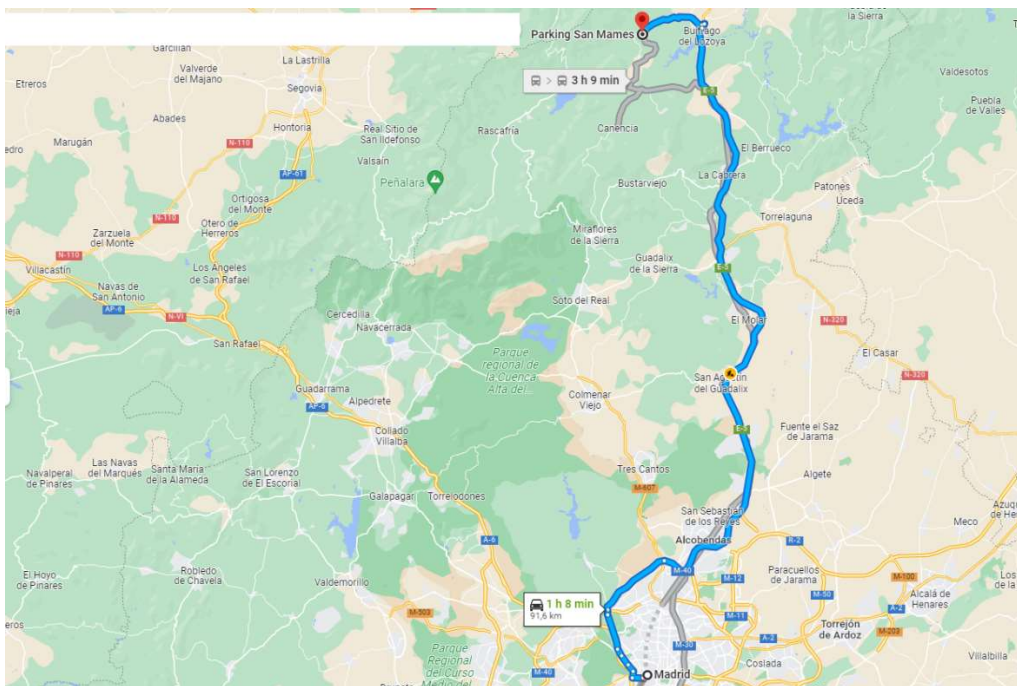 Parking San Mames
Buitrago
del Lozoya
la Sierra
Garcillán
Valverde
del Majano
La Lastrilla
Segovia
Etreros
Abades
Hontoria
Marugán
N-110
Real Sitio de
San Ildefonso
Valsaín
Rascafría
3 h 9 min
Canencia
E-5
Valdesotos
Puebla
de Valles
El Berrueco
AP-61
Peñalara
Bustarviejo
La Cabrera
Patones
Uceda
Ortigosa
del Monte
N-110
Otero de
Herreros
Zarzuela
del Monte
N-110
Torrelaguna
Miraflores
de la Sierra
Guadalix
de la Sierra
E-5
Villacastín
Los Angeles
de San Rafael
Navas de
San Antonio
AP-6
N-VI
Soto del Real
Cercedilla
Navacerrada
El Molar
N-320
San Rafael
Parque
regional de
la Cuenca
Alta del...
El Casar
N-320
San Agustín
del Guadalix
Guadarrama
AP-6
Alpedrete
Colmenar
Viejo
Collado
Villalba
E-5
Fuente el Saz
de Jarama
Las Navas
del Marqués
Navalperal
de Pinares
Santa Maria
de la Alameda
San Lorenzo
de El Escorial
Galapagar
Torrelodones
Tres Cantos
M-607
Algete
San Sebastián
de los Reyes
Meco
Alcobendas
A-6
R-2
El Hoyo
de Pinares
Robledo
de Chavela
Valdemorillo
M-40
M-12
Paracuellos
de Jarama
M-100
M-50
Alcalá de
Henares
A-2
M-503
1 h 8 min
91,6 km
M-11
Torrejón
de Ardoz
M-203
A-2
M-30
Parque
Regional
del Curso
Medio del
M-40
Madrid
Coslada
Villalbilla